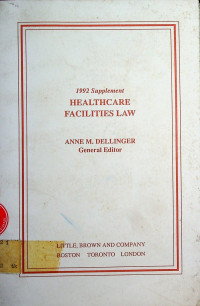 1992 Supplement
HEALTHCARE
FACILITIES LAW
ANNE M. DELLINGER
General Editor
LITTLE, BROWN AND COMPANY
BOSTON TORONTO LONDON